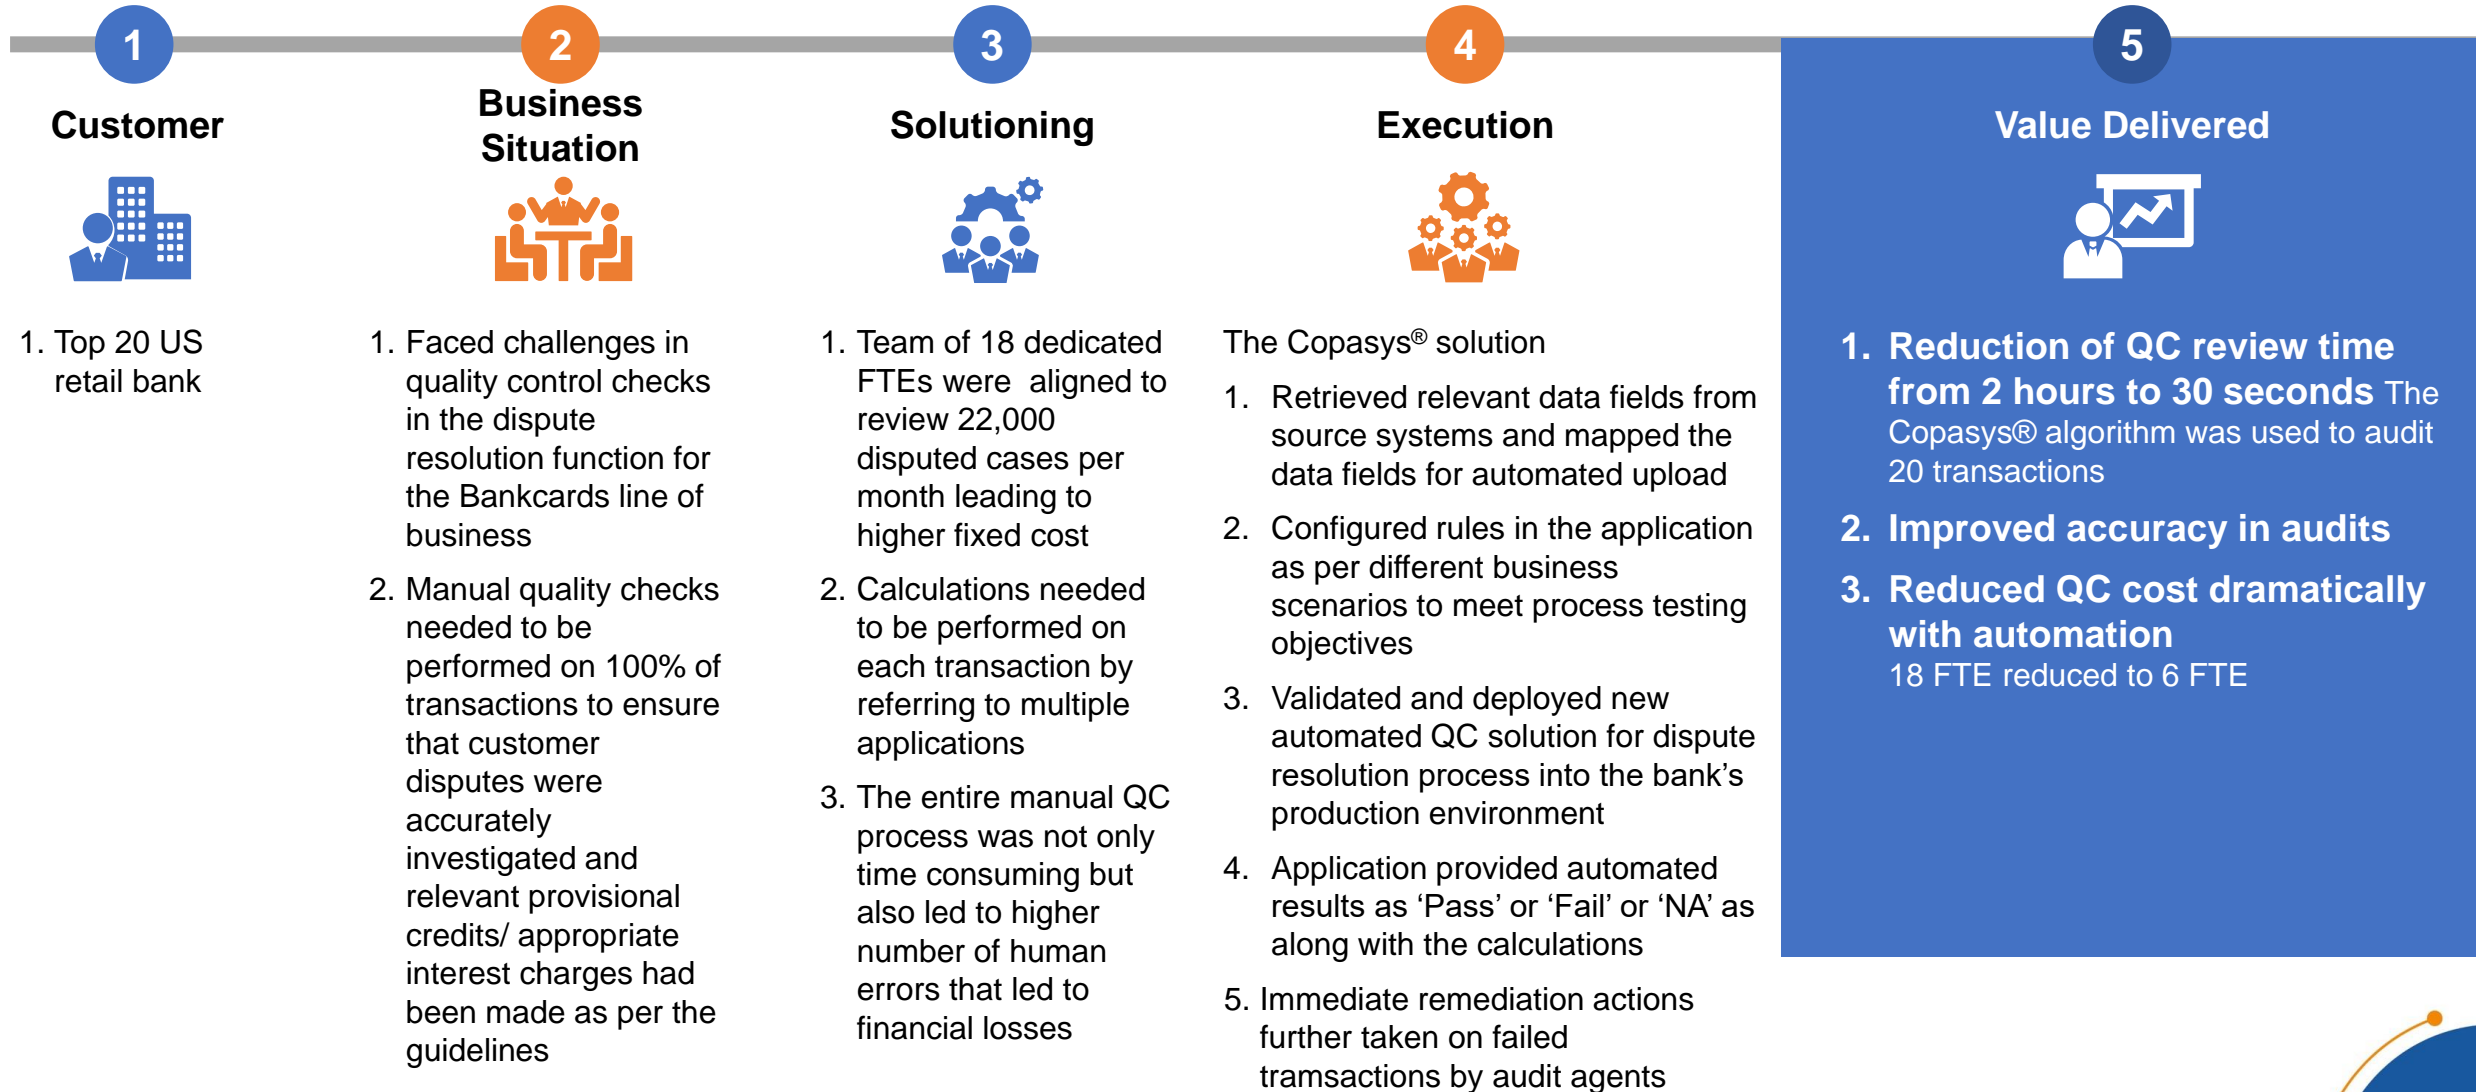 1
Customer
1. Top 20 US
retail bank
2
Business
Situation
1. Faced challenges in
quality control checks
in the dispute
resolution function for
the Bankcards line of
business
2. Manual quality checks
needed to be
performed on 100% of
transactions to ensure
that customer
disputes were
accurately
investigated and
relevant provisional
credits/ appropriate
interest charges had
been made as per the
guidelines
3
Solutioning
1. Team of 18 dedicated
FTEs were  aligned to
review 22,000
disputed cases per
month leading to
higher fixed cost
2. Calculations needed
to be performed on
each transaction by
referring to multiple
applications
3. The entire manual QC
process was not only
time consuming but
also led to higher
number of human
errors that led to
financial losses
4
Execution
The Copasys® solution
1. Retrieved relevant data fields from
source systems and mapped the
data fields for automated upload
2. Configured rules in the application
as per different business
scenarios to meet process testing
objectives
3. Validated and deployed new
automated QC solution for dispute
resolution process into the bank’s
production environment
4. Application provided automated
results as ‘Pass’ or ‘Fail’ or ‘NA’ as
along with the calculations
5. Immediate remediation actions
further taken on failed
tramsactions by audit agents
5
Value Delivered
1. Reduction of QC review time
from 2 hours to 30 seconds The
Copasys® algorithm was used to audit
20 transactions
2. Improved accuracy in audits
3. Reduced QC cost dramatically
with automation
18 FTE reduced to 6 FTE